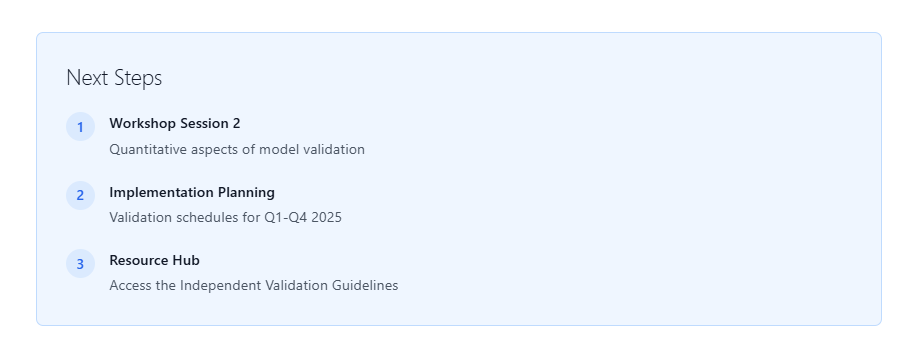 Next Steps
1
Workshop Session 2
Quantitative aspects of model validation
2
Implementation Planning
Validation schedules for Q1-Q4 2025
3
Resource Hub
Access the Independent Validation Guidelines